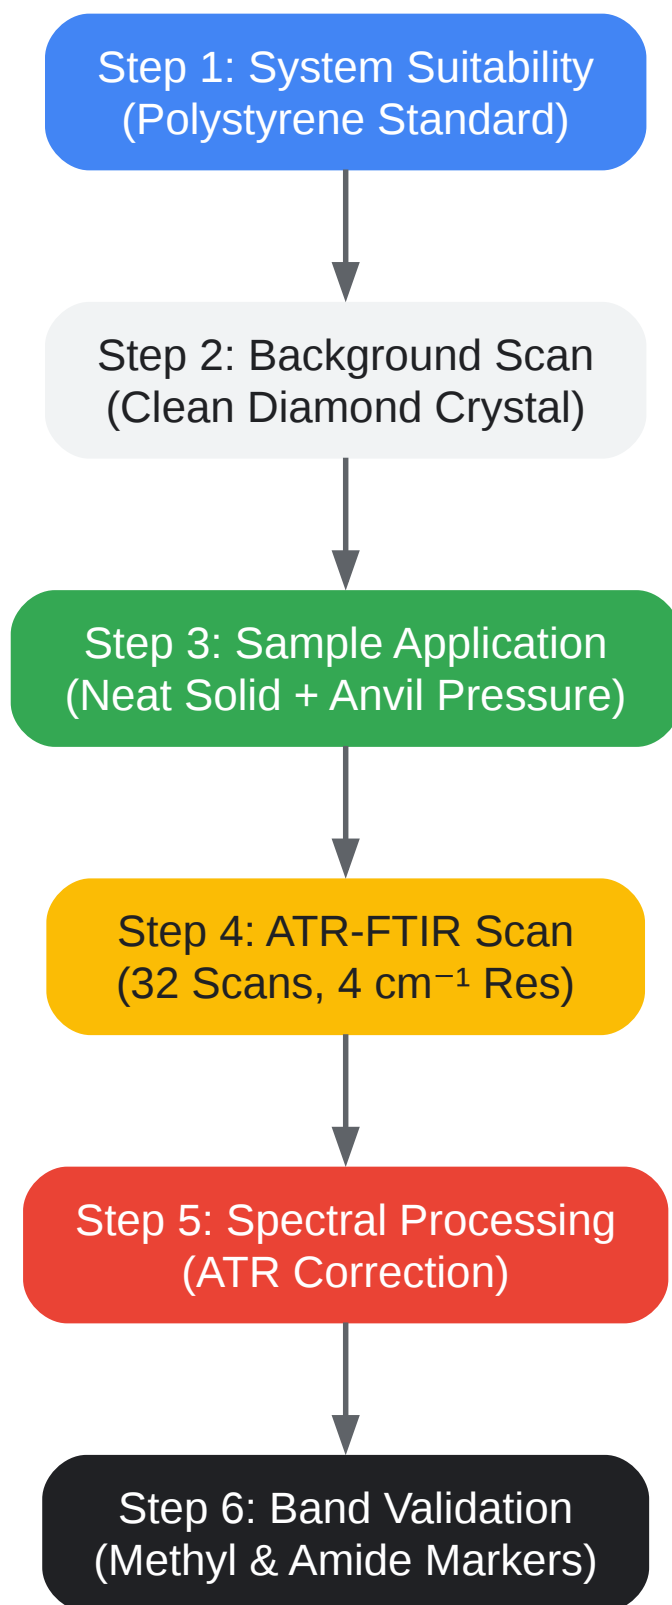 Step 1: System Suitability
(Polystyrene Standard)
Step 2: Background Scan
(Clean Diamond Crystal)
Step 3: Sample Application
(Neat Solid + Anvil Pressure)
Step 4: ATR-FTIR Scan
(32 Scans, 4 cm⁻¹ Res)
Step 5: Spectral Processing
(ATR Correction)
Step 6: Band Validation
(Methyl & Amide Markers)